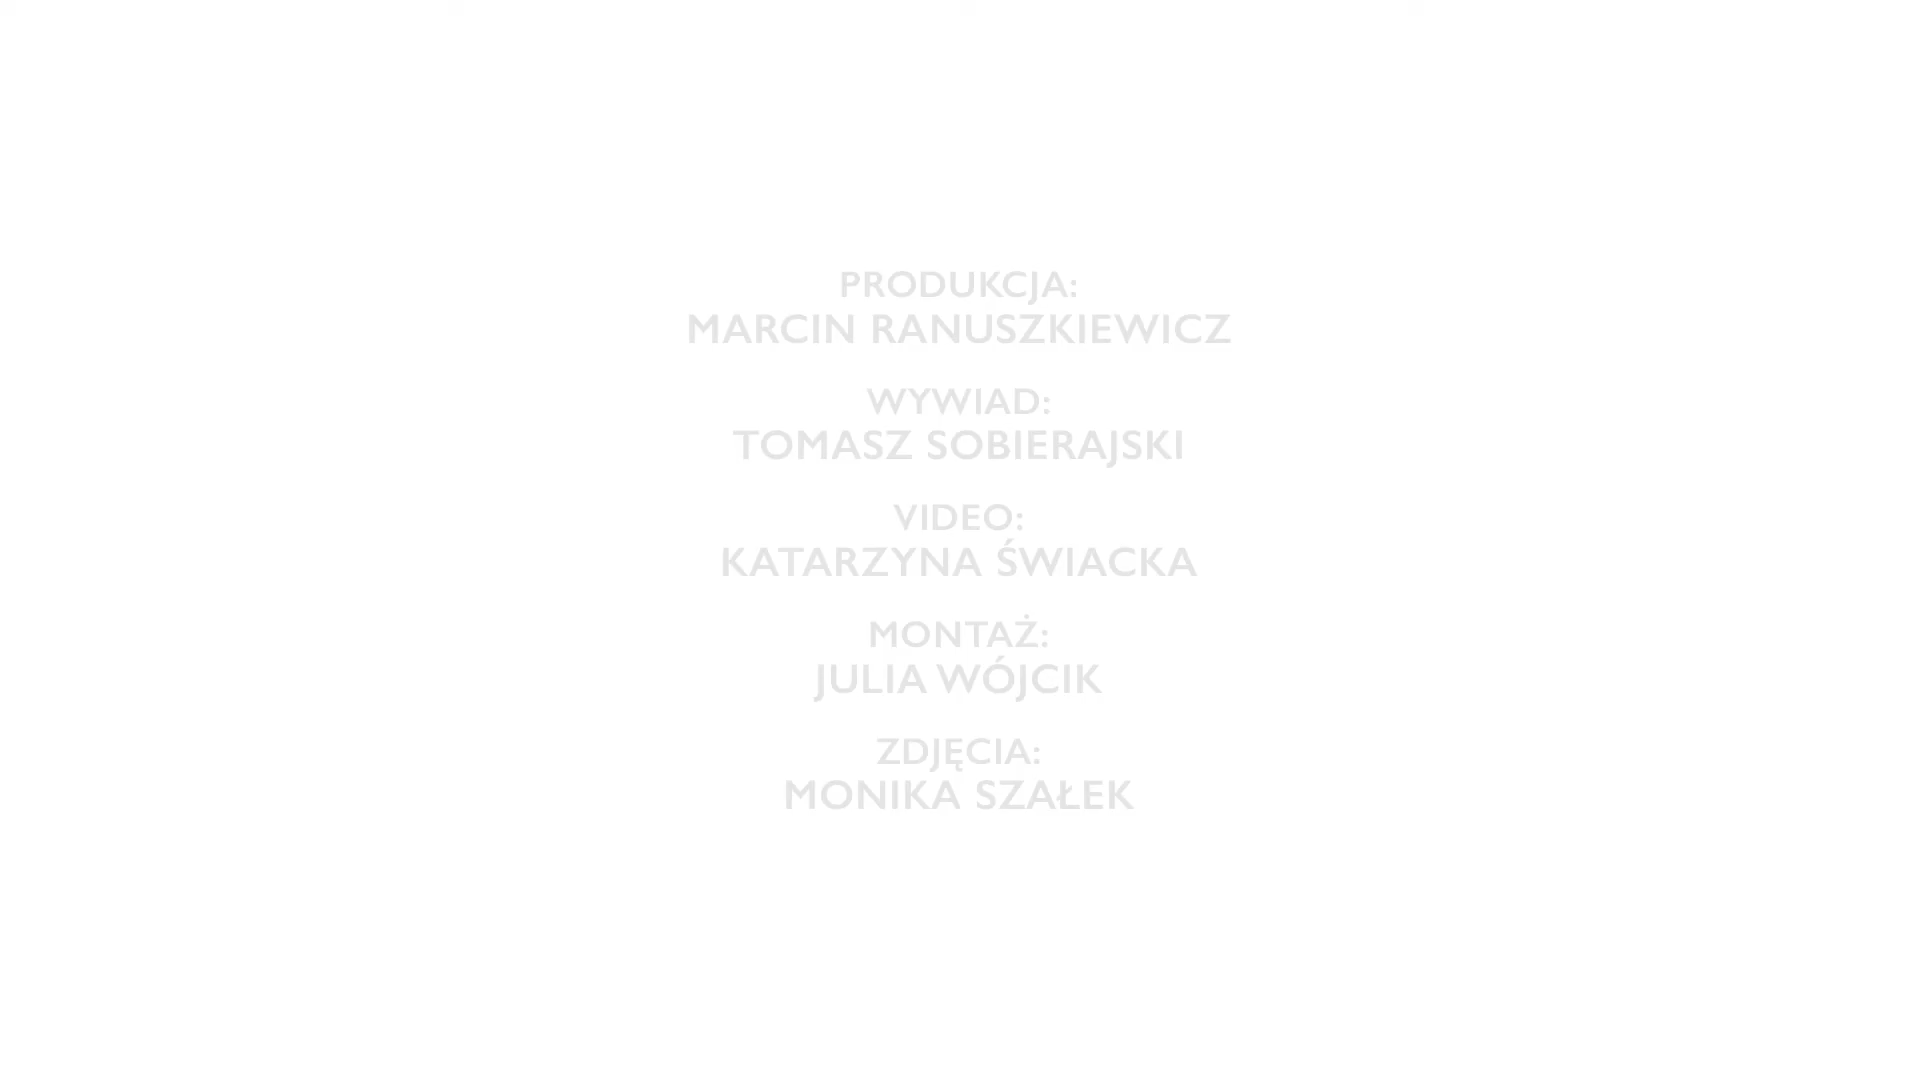 PRODUKCJA:
MARCIN RANUSZKIEWICZ
WYWIAD:
TOMASZ SOBIERAJSKI
VIDEO:
KATARZYNA ŚWIACKA
MONTAŻ:
JULIA WÓJCIK
ZDJĘCIA:
MONIKA SZAŁEK